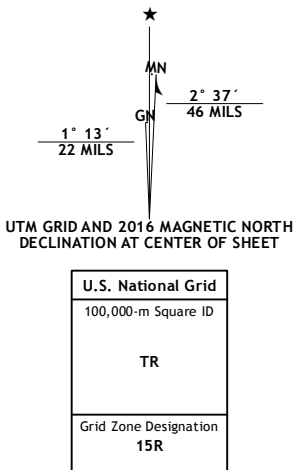 ★
MN
2° 37´
46 MILS
GN
1° 13´
22 MILS
UTM GRID AND 2016 MAGNETIC NORTH
DECLINATION AT CENTER OF SHEET
U.S. National Grid
100,000-m Square ID
TR
Grid Zone Designation
15R